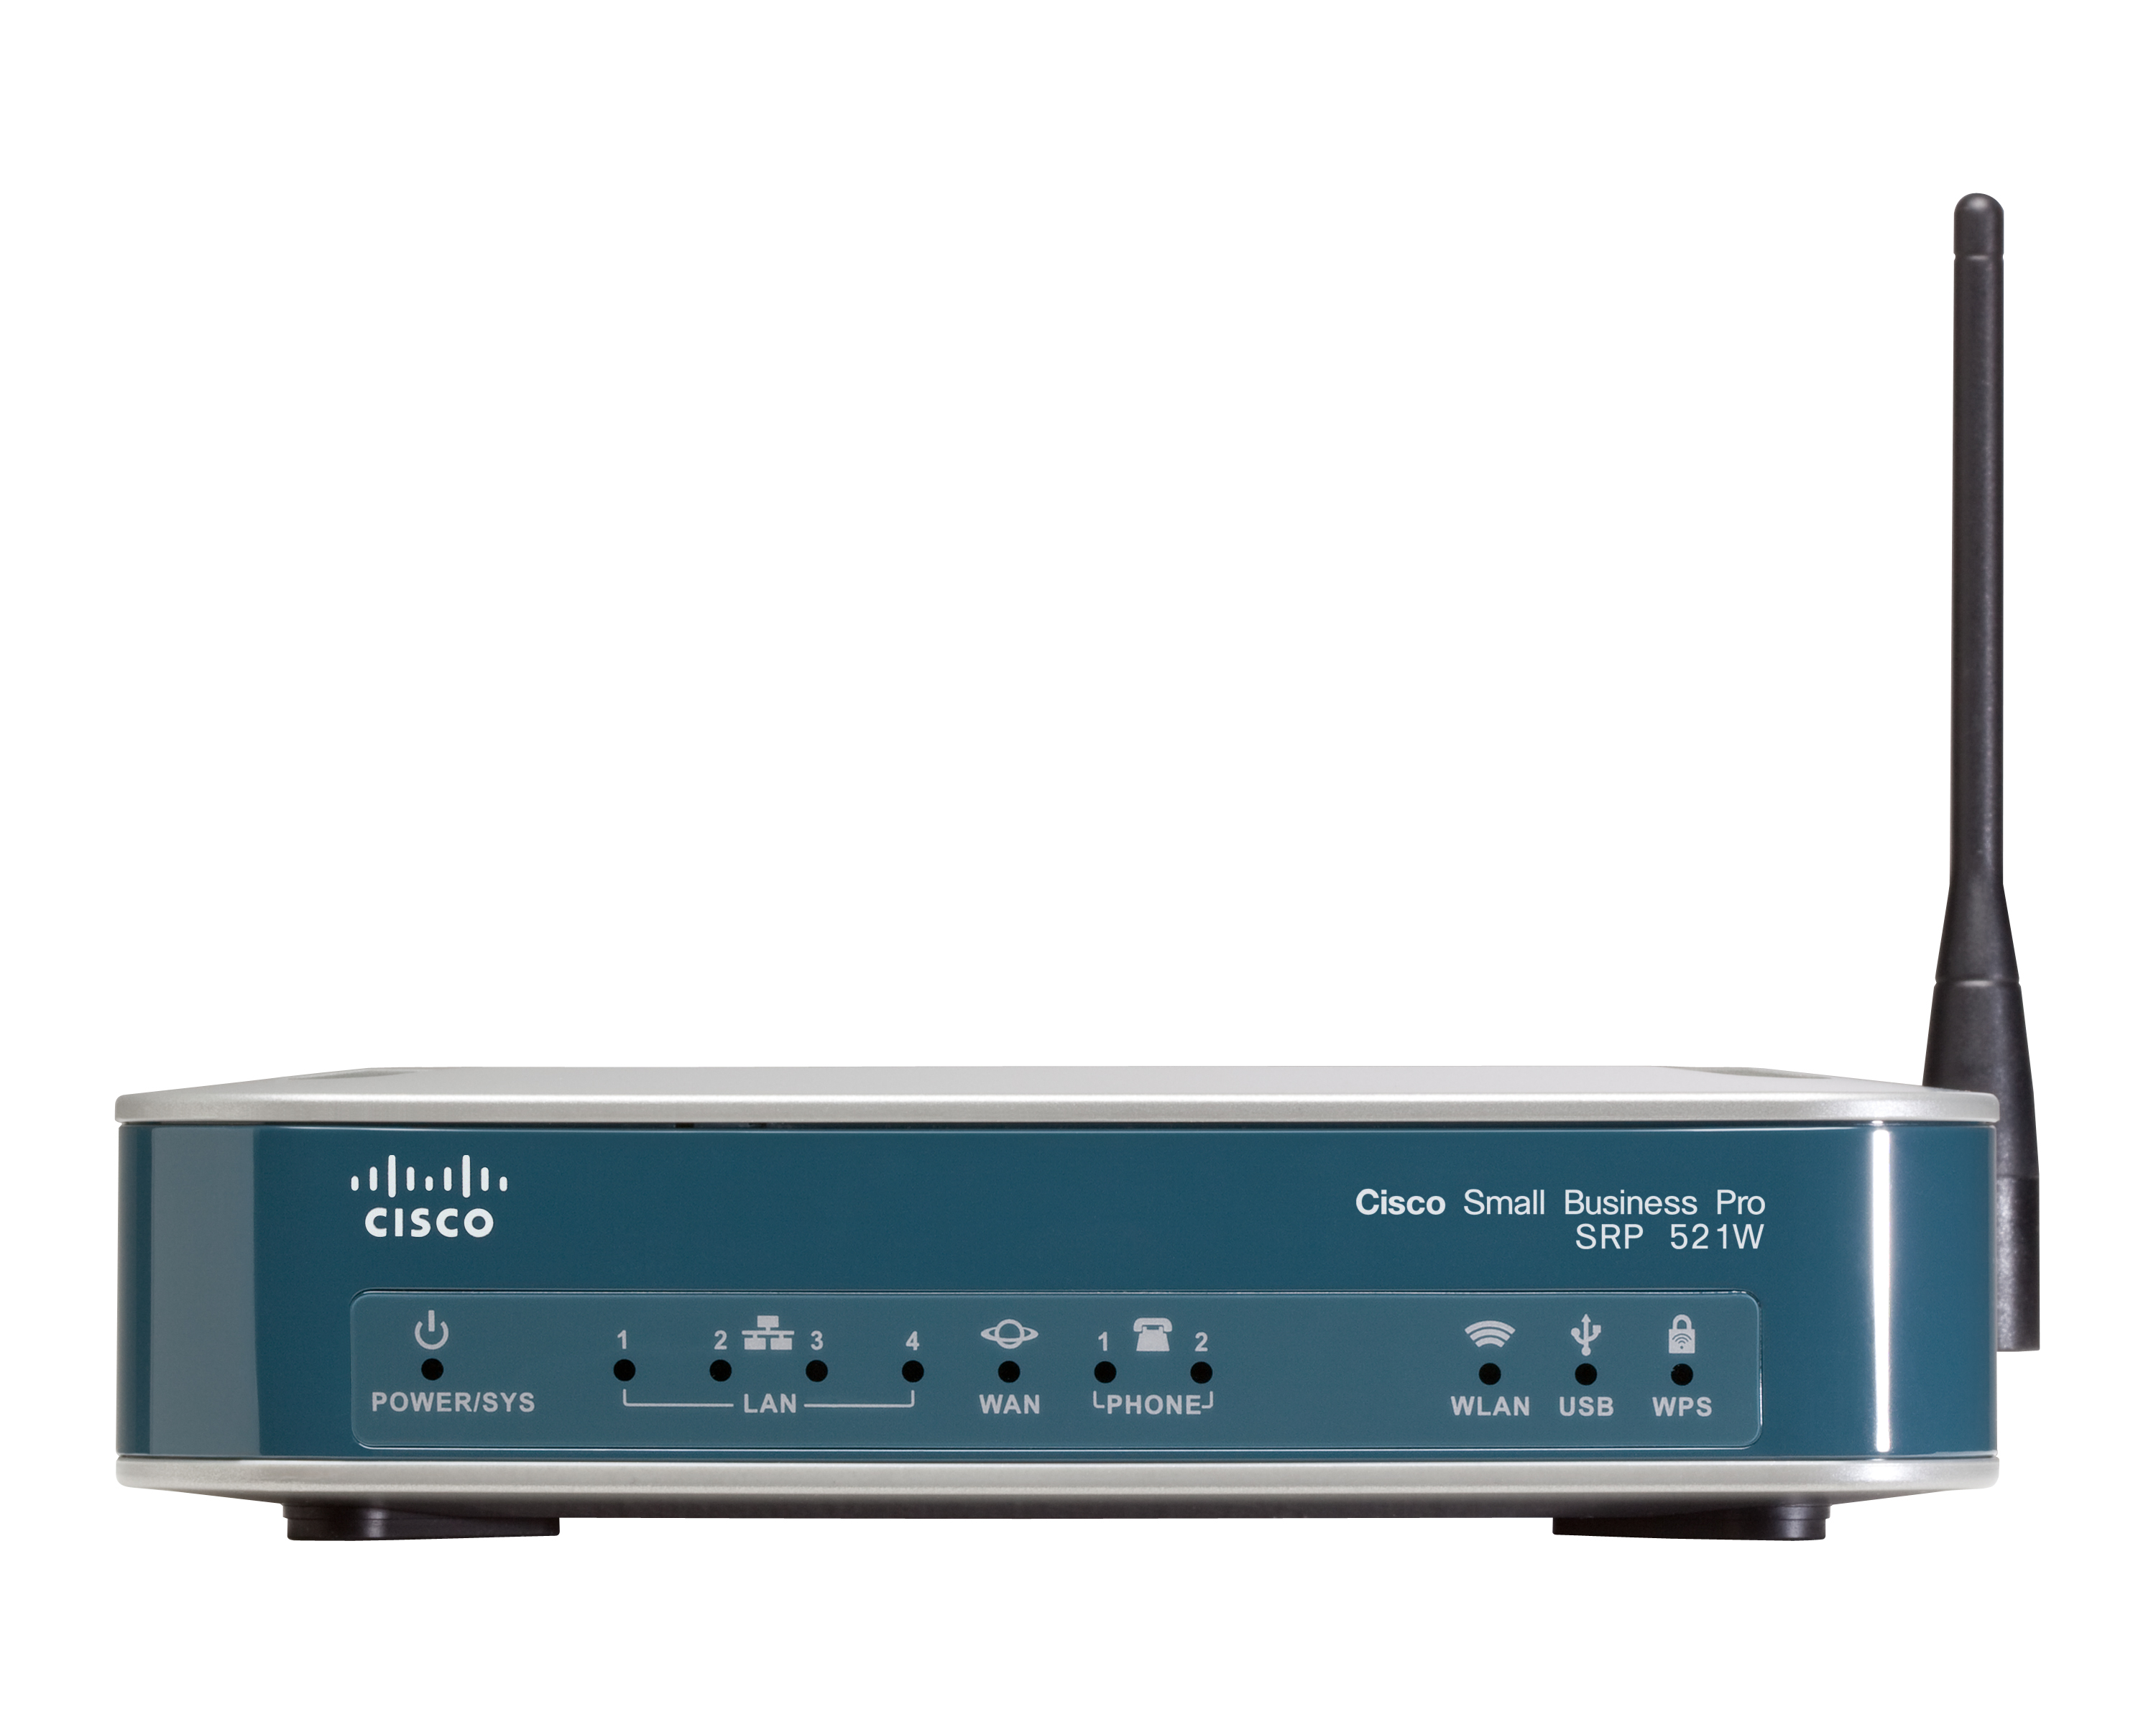 CISCO
Cisco Small Business Pro
SRP 521W
1 2 3 4 1 2
POWER/SYS LAN WAN PHONE WLAN USB WPS